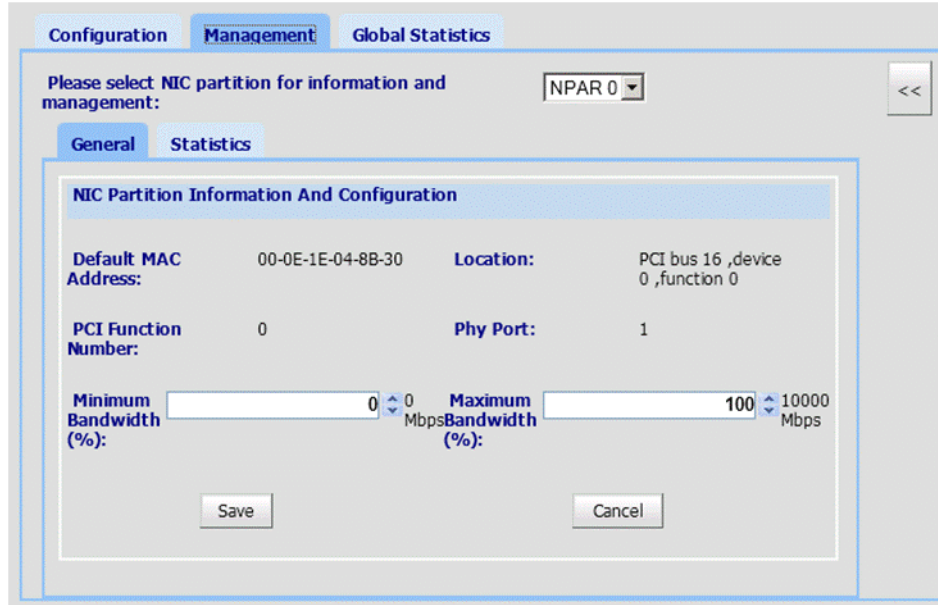 Configuration Management Global Statistics
Please select NIC partition for information and
management:
NPAR 0
<<
General Statistics
NIC Partition Information And Configuration
Default MAC
Address:
00-0E-1E-04-8B-30
Location:
PCI bus 16 ,device
0 ,function 0
PCI Function
Number:
0
Phy Port:
1
Minimum
Bandwidth
(%):
0
0
Mbps
Maximum
Bandwidth
(%):
100
10000
Mbps
Save Cancel